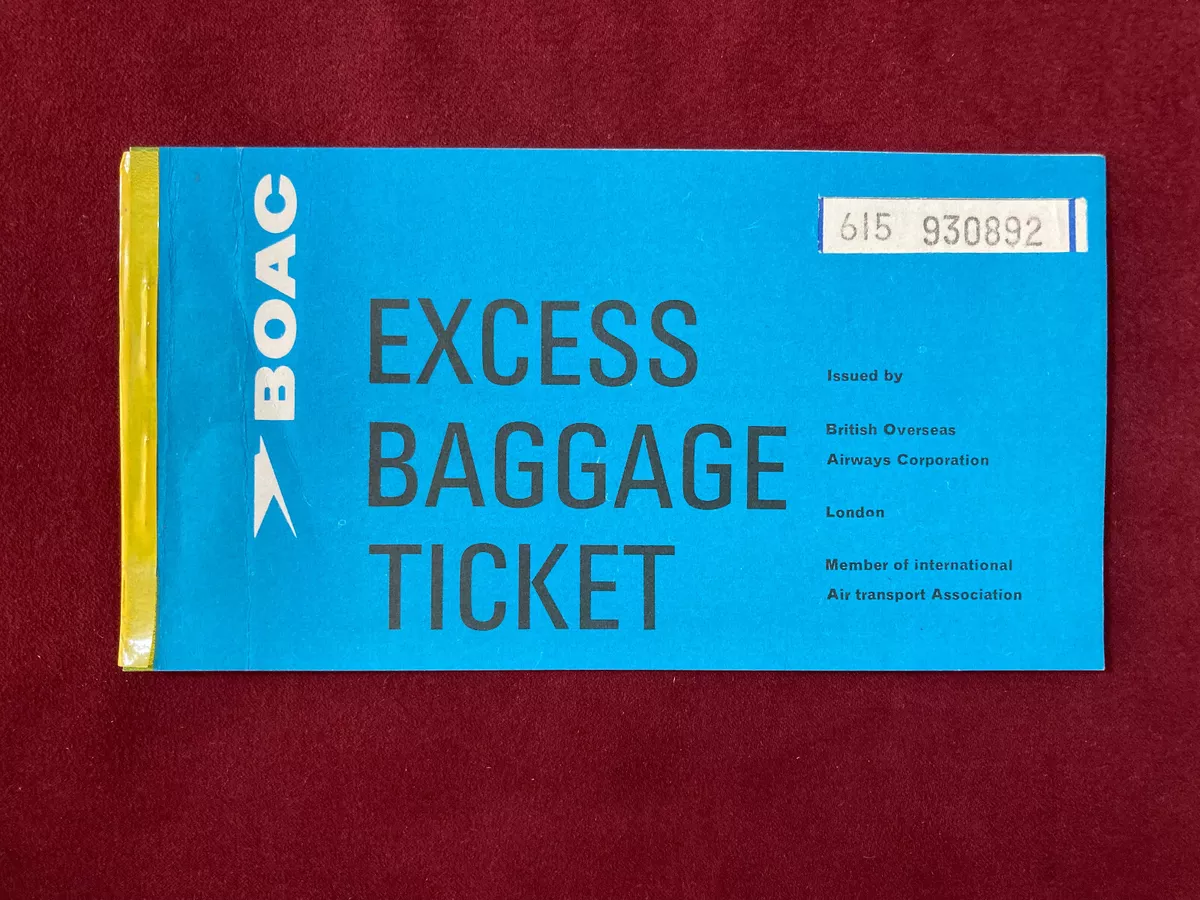 BOAC
615 930892
EXCESS
BAGGAGE
TICKET
Issued by
British Overseas
Airways Corporation
London
Member of international
Air transport Association